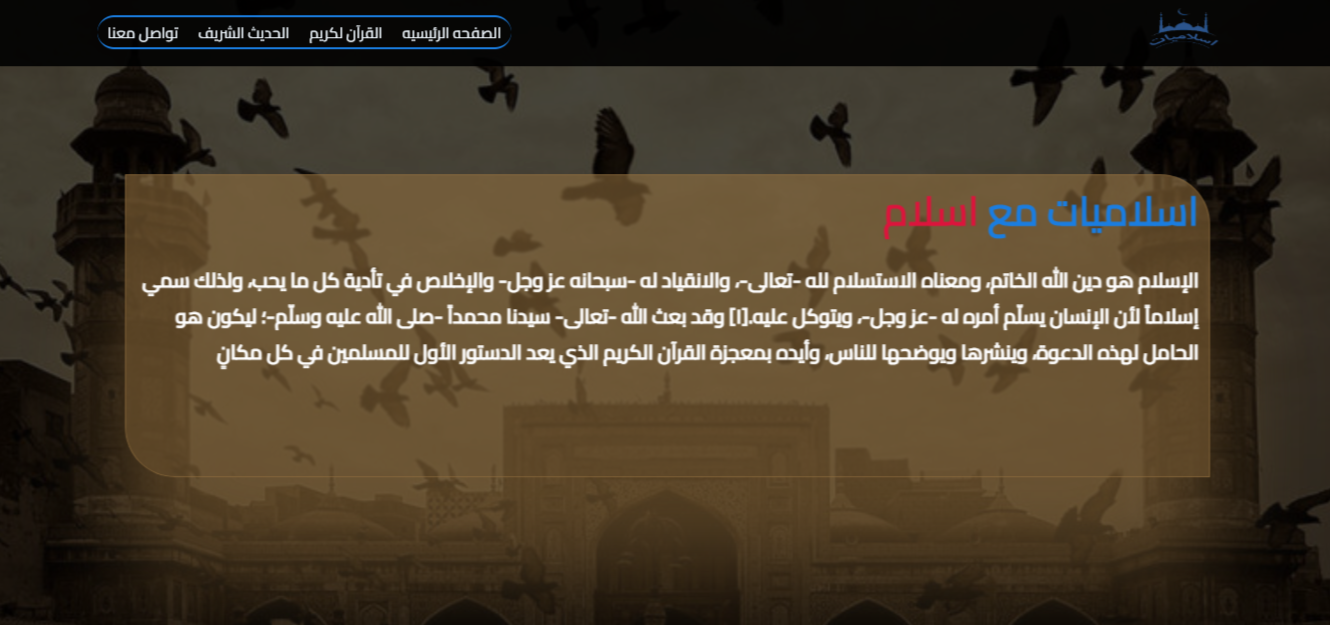 اسلاميات
الصفحه الرئيسيه
القرآن لكريم
الحديث الشريف
تواصل معنا
اسلاميات مع اسلام
الإسلام هو دين الله الخاتم، ومعناه الاستسلام لله -تعالى-، والانقياد له -سبحانه عز وجل- والإخلاص في تأدية كل ما يحب، ولذلك سمي
إسلاماً لأن الإنسان يسلّم أمره له -عز وجل-، ويتوكل عليه.[١] وقد بعث الله -تعالى- سيدنا محمداً -صلى الله عليه وسلّم-؛ ليكون هو
الحامل لهذه الدعوة، وينشرها ويوضحها للناس، وأيده بمعجزة القرآن الكريم الذي يعد الدستور الأول للمسلمين في كل مكانٍ